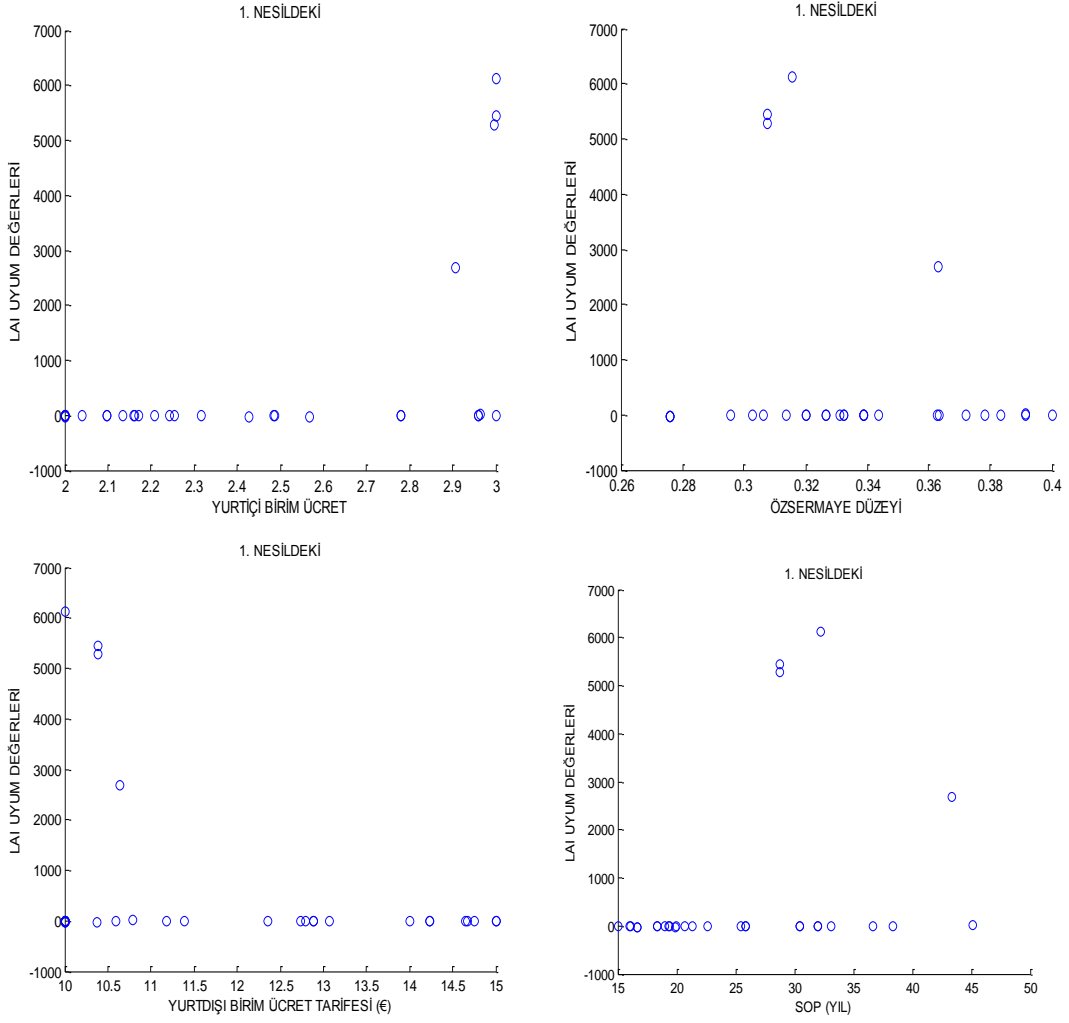 1. NESİLDEKİ
7000
6000
5000
4000
3000
2000
1000
0
-1000
LAI UYUM DEĞERLERİ
2 2.1 2.2 2.3 2.4 2.5 2.6 2.7 2.8 2.9 3
YURTİÇİ BİRİM ÜCRET
1. NESİLDEKİ
7000
6000
5000
4000
3000
2000
1000
0
-1000
LAI UYUM DEĞERLERİ
0.26 0.28 0.3 0.32 0.34 0.36 0.38 0.4
ÖZSERMAYE DÜZEYİ
1. NESİLDEKİ
7000
6000
5000
4000
3000
2000
1000
0
-1000
LAI UYUM DEĞERLERİ
10 10.5 11 11.5 12 12.5 13 13.5 14 14.5 15
YURTDIŞI BİRİM ÜCRET TARİFESİ (€)
1. NESİLDEKİ
7000
6000
5000
4000
3000
2000
1000
0
-1000
LAI UYUM DEĞERLERİ
15 20 25 30 35 40 45 50
SOP (YIL)